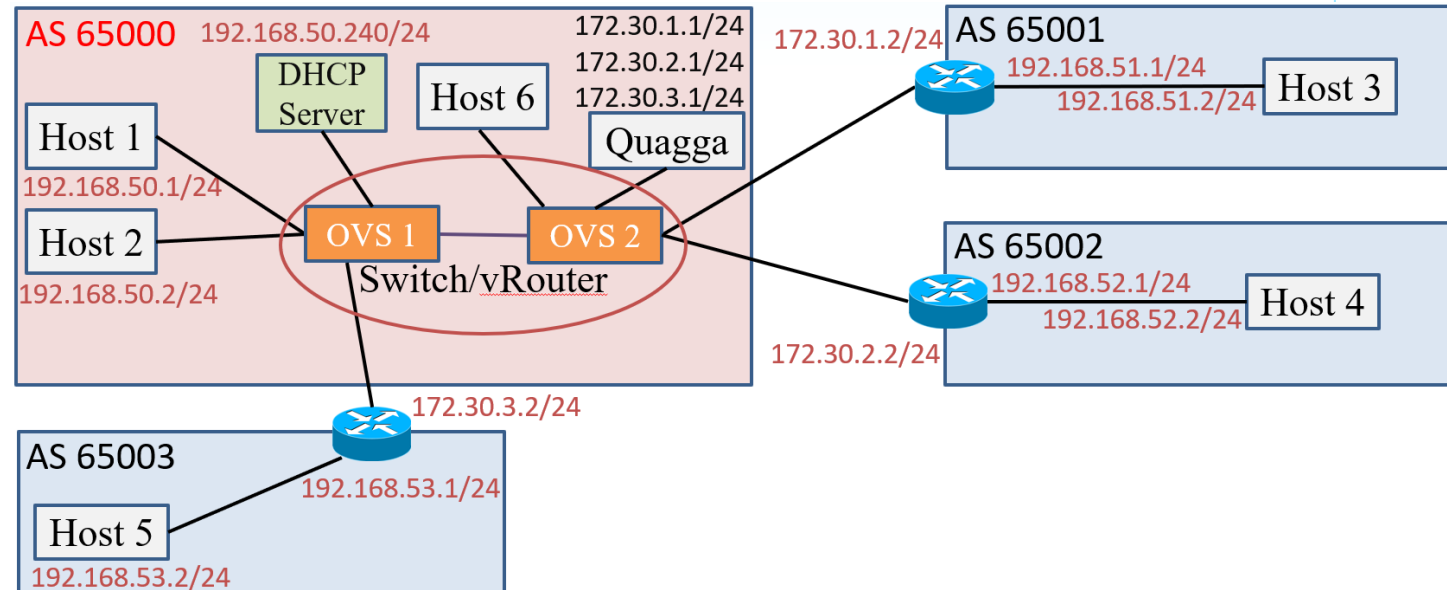 AS 65000
192.168.50.240/24
172.30.1.1/24
172.30.2.1/24
172.30.3.1/24
DHCP
Server
Host 6
Quagga
Host 1
192.168.50.1/24
Host 2
192.168.50.2/24
OVS 1
OVS 2
Switch/vRouter
172.30.1.2/24
AS 65001
192.168.51.1/24
192.168.51.2/24
Host 3
AS 65002
192.168.52.1/24
192.168.52.2/24
Host 4
172.30.2.2/24
172.30.3.2/24
AS 65003
192.168.53.1/24
Host 5
192.168.53.2/24